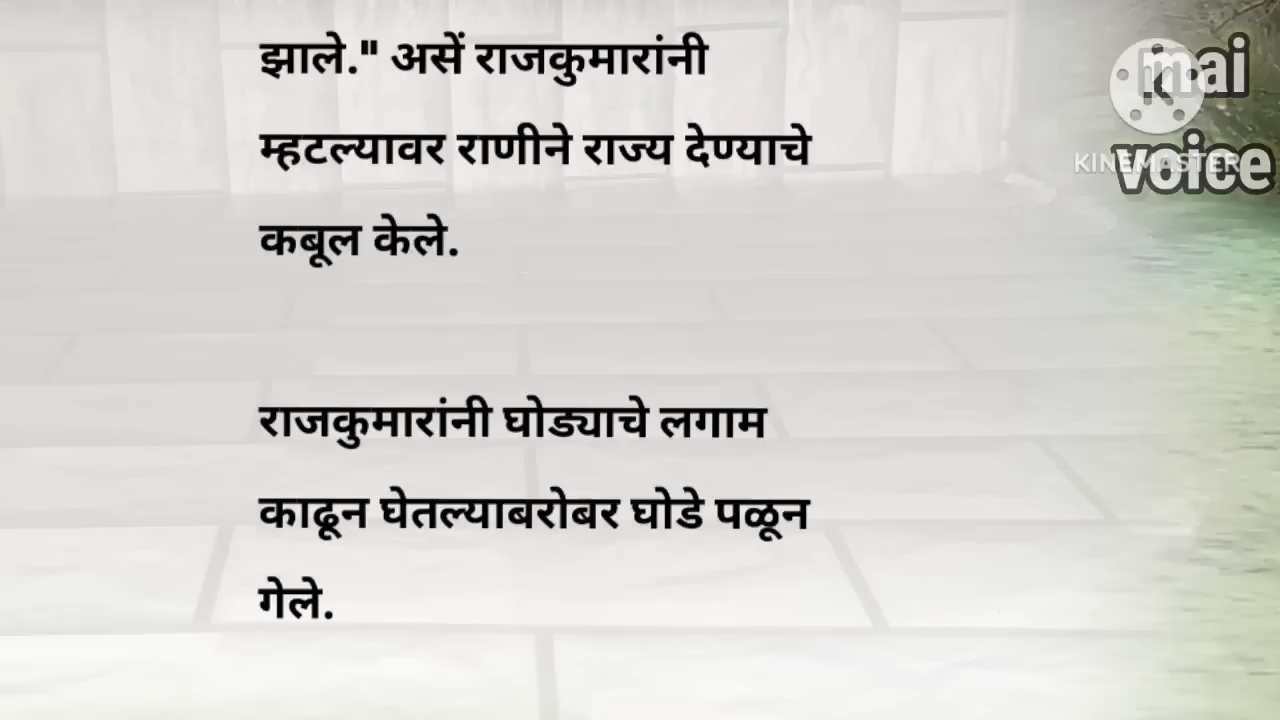 झाले." असें राजकुमारांनी
म्हटल्यावर राणीने राज्य देण्याचे
कबूल केले.
राजकुमारांनी घोड्याचे लगाम
काढून घेतल्याबरोबर घोडे पळून
गेले.
mai
voice
KINEMASTER